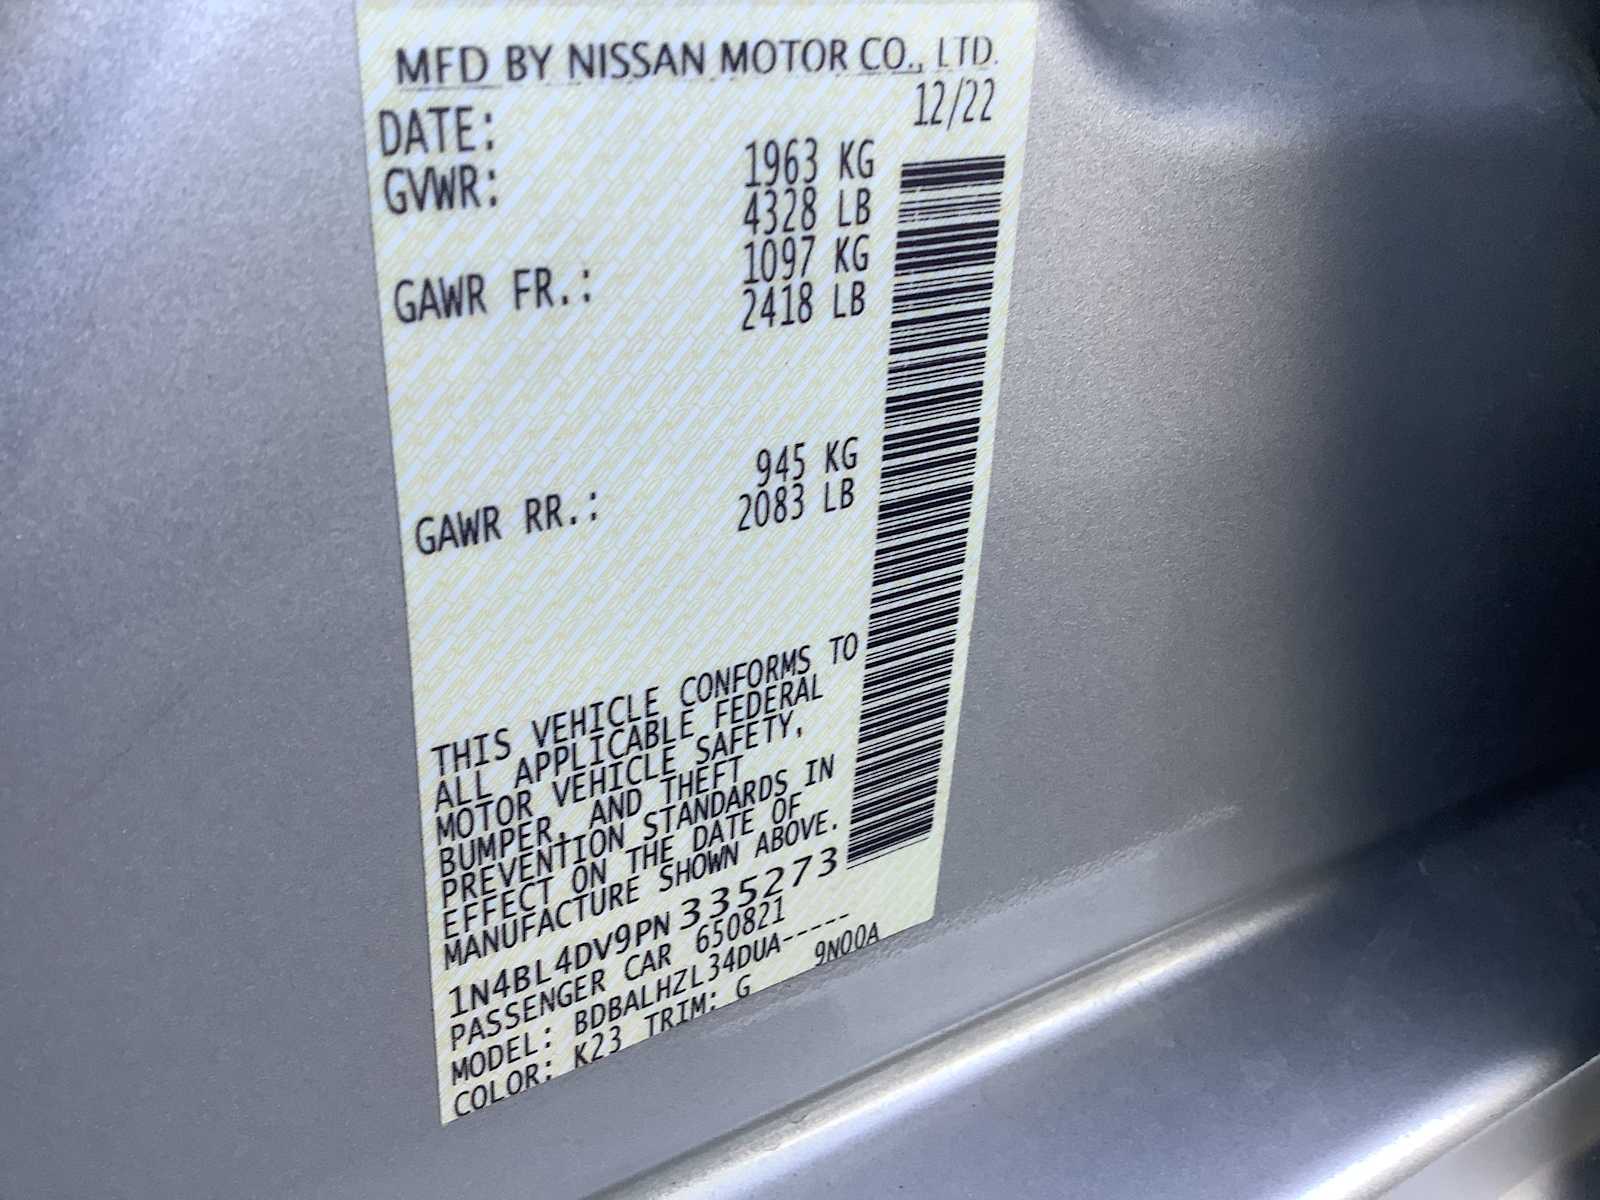 MFD BY NISSAN MOTOR CO., LTD.
DATE: 12/22
GVWR: 1963 KG
4328 LB
GAWR FR.: 1097 KG
2418 LB
GAWR RR.: 945 KG
2083 LB
THIS VEHICLE CONFORMS TO
ALL APPLICABLE FEDERAL
MOTOR VEHICLE SAFETY,
BUMPER, AND THEFT
PREVENTION STANDARDS IN
EFFECT ON THE DATE OF
MANUFACTURE SHOWN ABOVE.
1N4BL4DV9PN335273
PASSENGER CAR 650821
MODEL: BDBALHZL34DUA-----
COLOR: K23 TRIM: G 9N00A